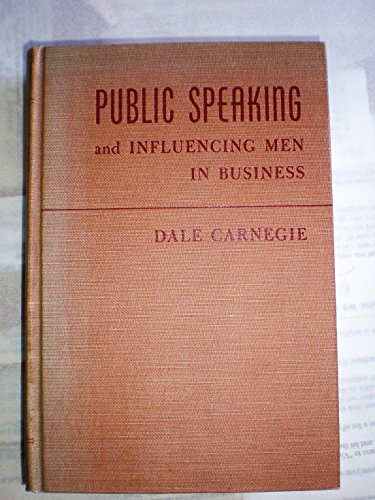 PUBLIC SPEAKING
and INFLUENCING MEN
IN BUSINESS
DALE CARNEGIE